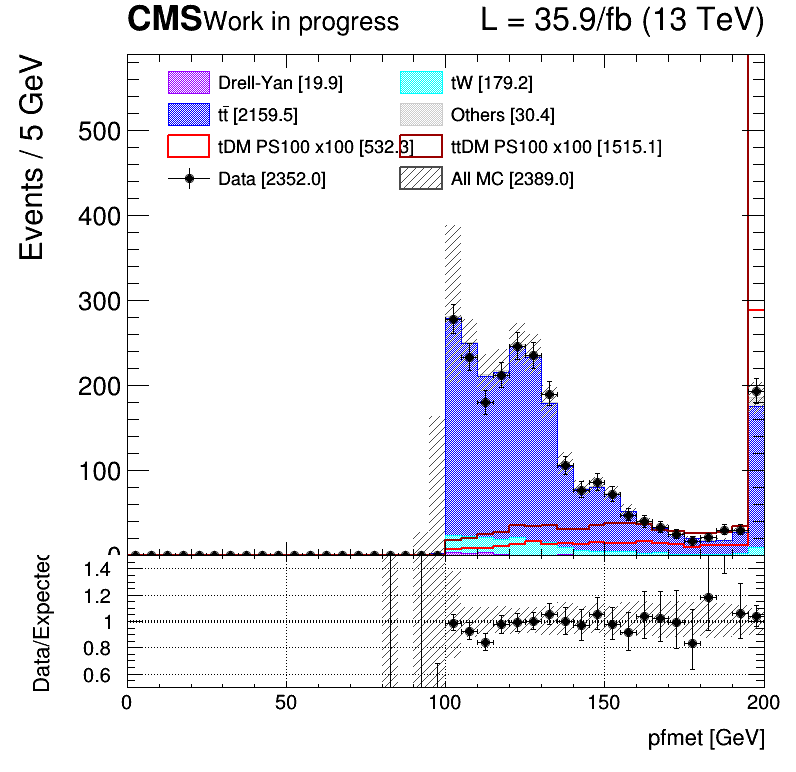 CMS Work in progress L = 35.9/fb (13 TeV)
Events / 5 GeV
Drell-Yan [19.9] tW [179.2]
tt̄ [2159.5] Others [30.4]
tDM PS100 x100 [532.3] ttDM PS100 x100 [1515.1]
Data [2352.0] All MC [2389.0]
500
400
300
200
100
0
Data/Expected
1.4
1.2
1
0.8
0.6
0 50 100 150 200
pfmet [GeV]